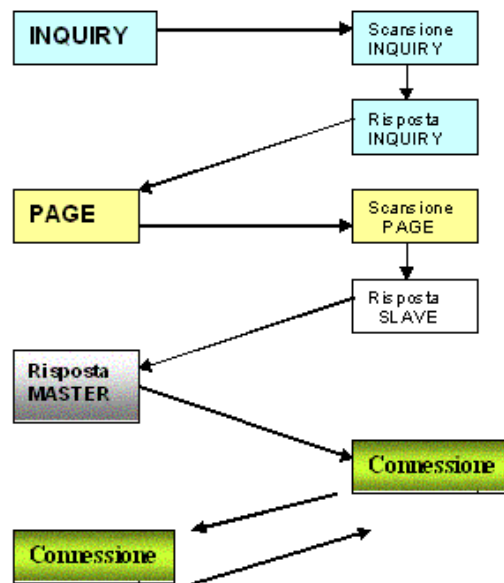 INQUIRY
Scansione
INQUIRY
Risposta
INQUIRY
PAGE
Scansione
PAGE
Risposta
SLAVE
Risposta
MASTER
Connessione
Connessione